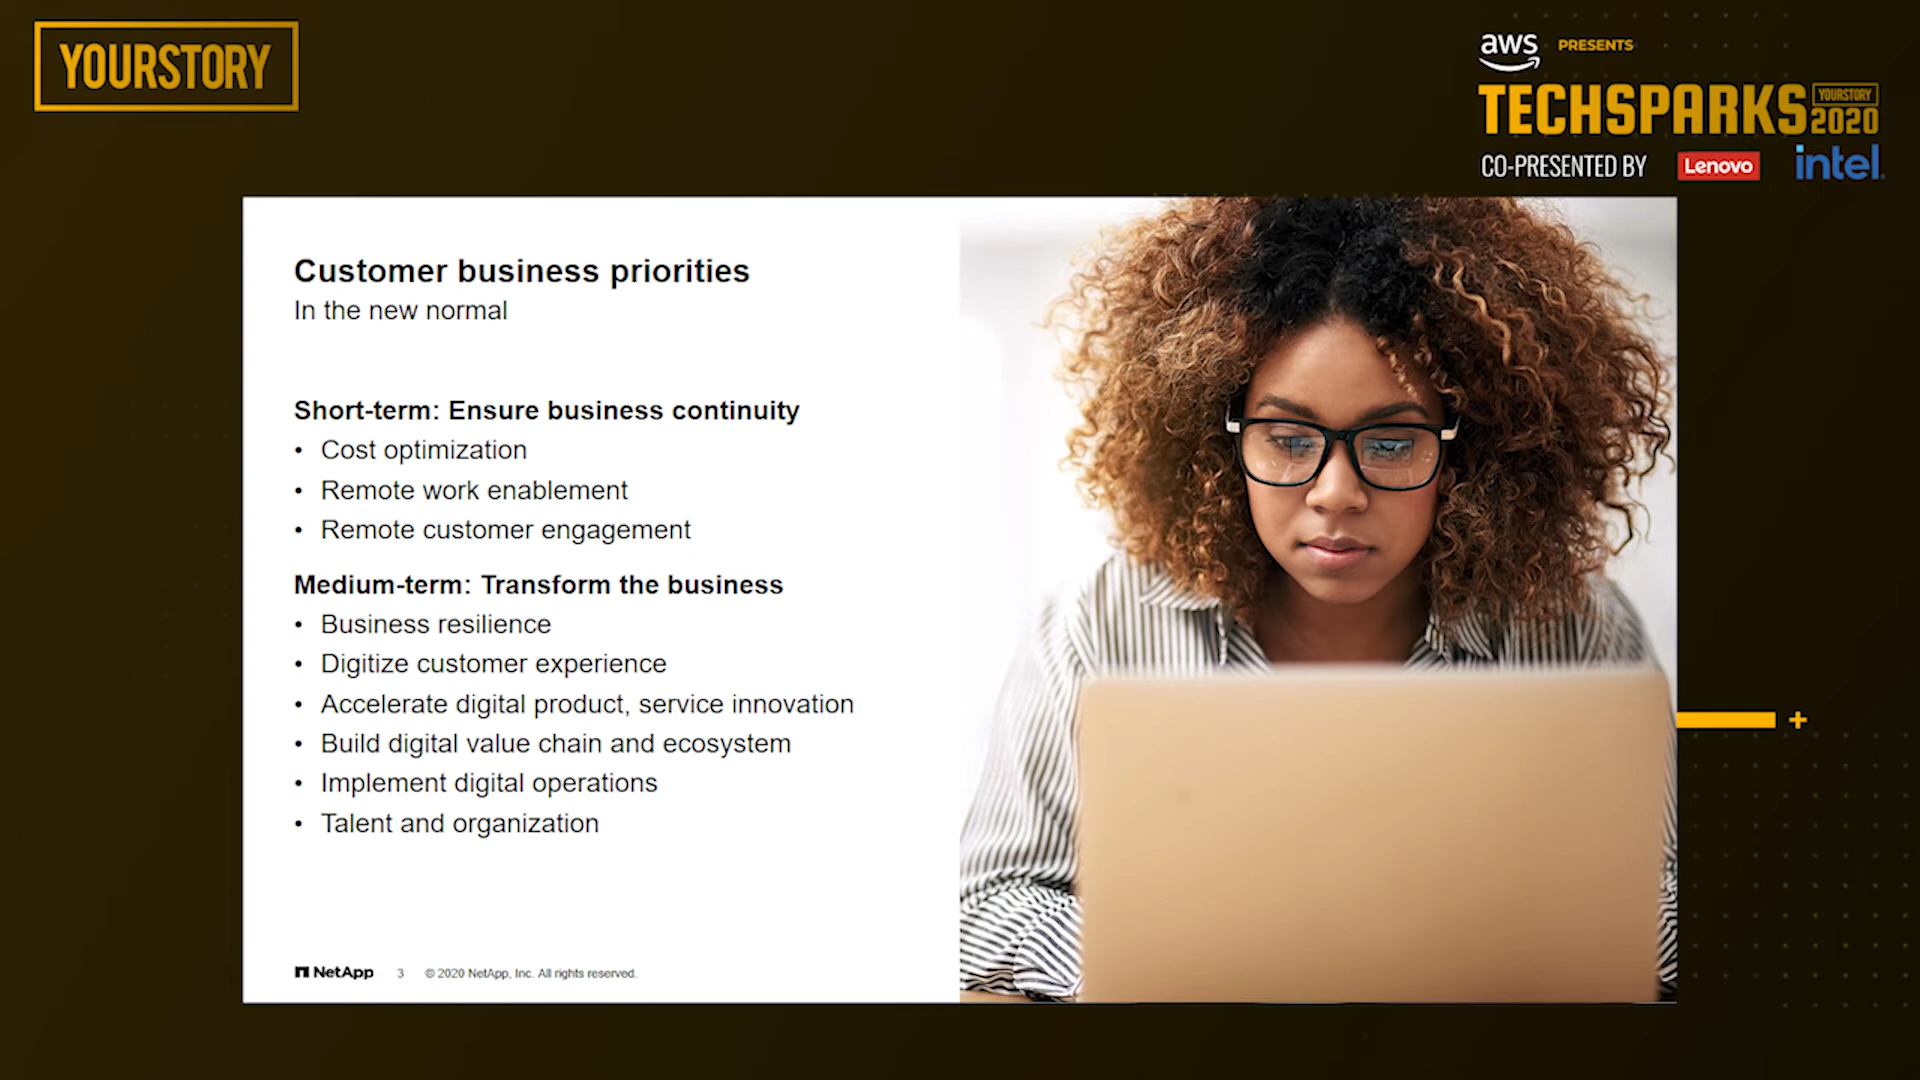 YOURSTORY
aws PRESENTS
TECHSPARKS YOURSTORY 2020
CO-PRESENTED BY Lenovo intel.
Customer business priorities
In the new normal
Short-term: Ensure business continuity
• Cost optimization
• Remote work enablement
• Remote customer engagement
Medium-term: Transform the business
• Business resilience
• Digitize customer experience
• Accelerate digital product, service innovation
• Build digital value chain and ecosystem
• Implement digital operations
• Talent and organization
NetApp 3 © 2020 NetApp, Inc. All rights reserved.